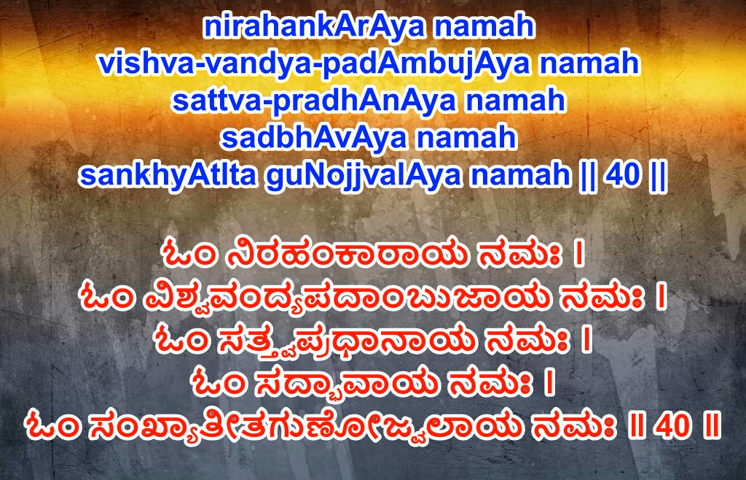 nirahankArAya namah
vishva-vandya-padAmbujAya namah
sattva-pradhAnAya namah
sadbhAvAya namah
sankhyAtIta guNojjvalAya namah || 40 ||
ಓಂ ನಿರಹಂಕಾರಾಯ ನಮಃ ।
ಓಂ ವಿಶ್ವವಂದ್ಯಪದಾಂಬುಜಾಯ ನಮಃ ।
ಓಂ ಸತ್ತ್ವಪ್ರಧಾನಾಯ ನಮಃ ।
ಓಂ ಸದ್ಭಾವಾಯ ನಮಃ ।
ಓಂ ಸಂಖ್ಯಾತೀತಗುಣೋಜ್ವಲಾಯ ನಮಃ ॥ 40 ॥